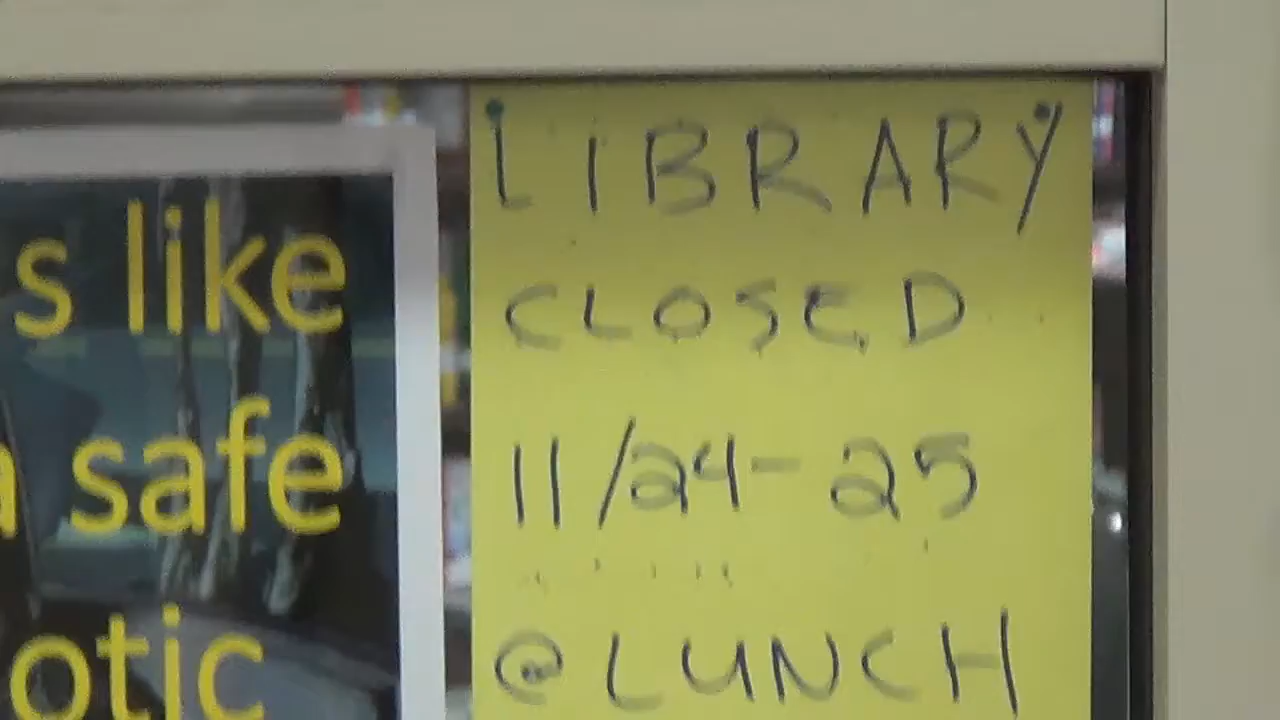 s like
a safe
otic
LIBRARY
CLOSED
11/24-25
@ LUNCH